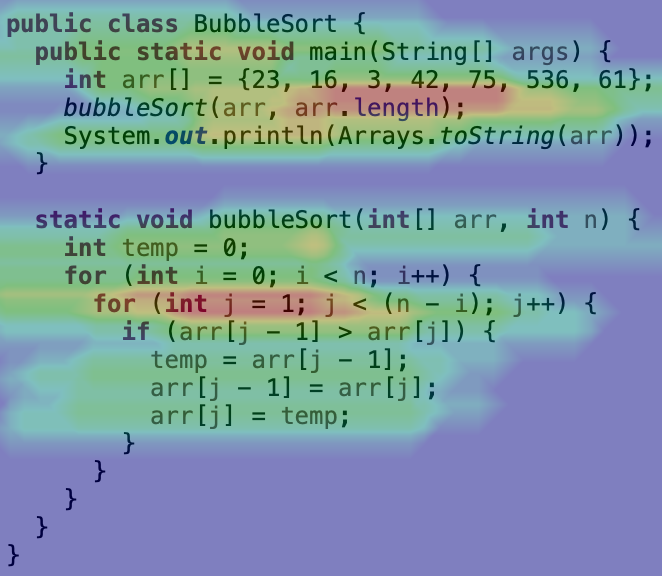 public class BubbleSort {
  public static void main(String[] args) {
    int arr[] = {23, 16, 3, 42, 75, 536, 61};
    bubbleSort(arr, arr.length);
    System.out.println(Arrays.toString(arr));
  }

  static void bubbleSort(int[] arr, int n) {
    int temp = 0;
    for (int i = 0; i < n; i++) {
      for (int j = 1; j < (n - i); j++) {
        if (arr[j - 1] > arr[j]) {
          temp = arr[j - 1];
          arr[j - 1] = arr[j];
          arr[j] = temp;
        }
      }
    }
  }
}